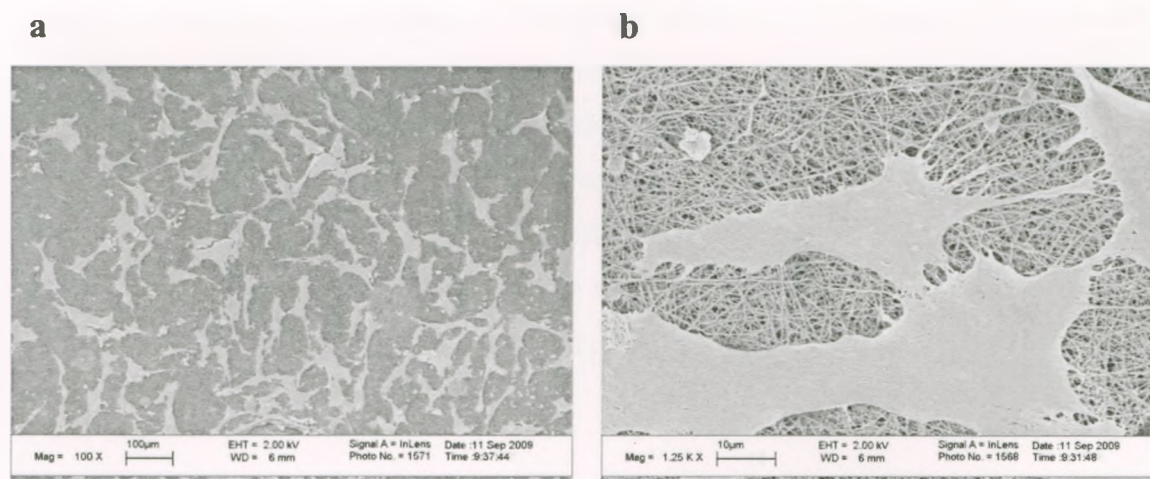 a
b
100µm EHT = 2.00 kV Signal A = InLens Date :11 Sep 2009
Mag = 100 X WD = 6 mm Photo No. = 1571 Time :9:37:44
10µm EHT = 2.00 kV Signal A = InLens Date :11 Sep 2009
Mag = 1.25 K X WD = 6 mm Photo No. = 1568 Time :9:31:48